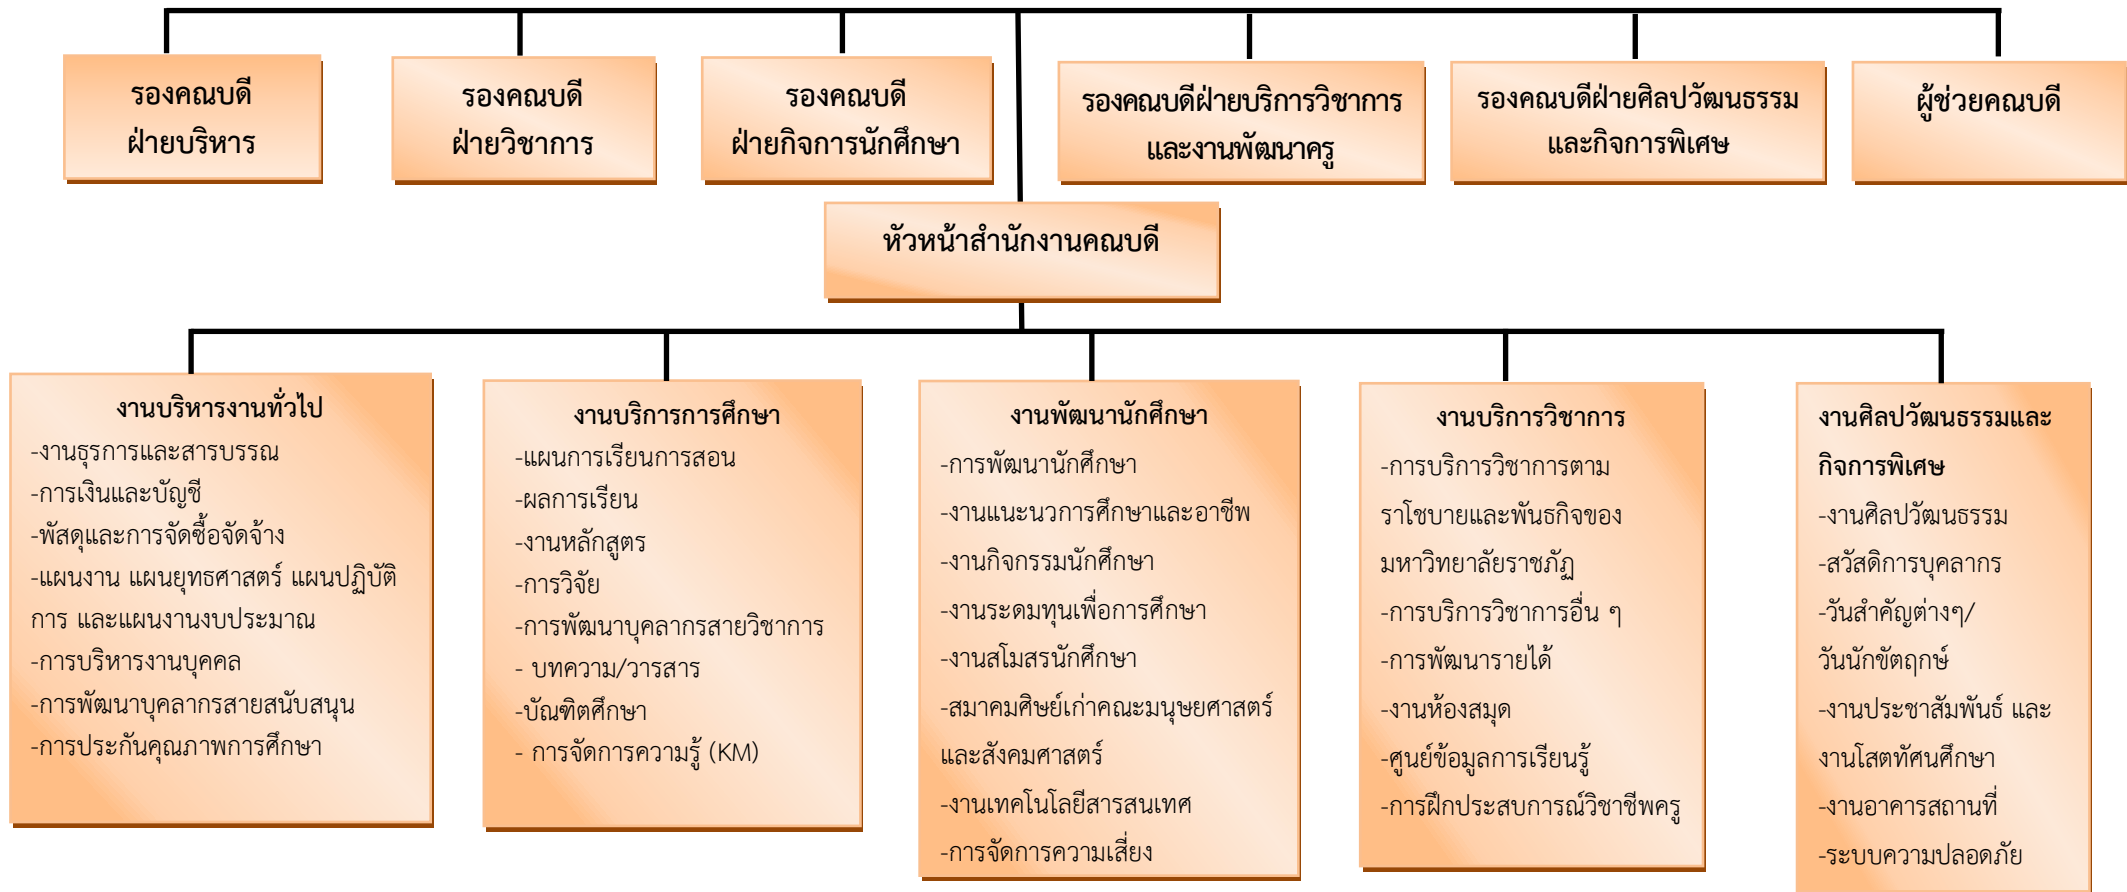 รองคณบดี
ฝ่ายบริหาร
รองคณบดี
ฝ่ายวิชาการ
รองคณบดี
ฝ่ายกิจการนักศึกษา
รองคณบดีฝ่ายบริการวิชาการ
และงานพัฒนาครู
รองคณบดีฝ่ายศิลปวัฒนธรรม
และกิจการพิเศษ
ผู้ช่วยคณบดี
หัวหน้าสำนักงานคณบดี
งานบริหารงานทั่วไป
-งานธุรการและสารบรรณ
-การเงินและบัญชี
-พัสดุและการจัดซื้อจัดจ้าง
-แผนงาน แผนยุทธศาสตร์ แผนปฏิบัติ
การ และแผนงานงบประมาณ
-การบริหารงานบุคคล
-การพัฒนาบุคลากรสายสนับสนุน
-การประกันคุณภาพการศึกษา
งานบริการการศึกษา
-แผนการเรียนการสอน
-ผลการเรียน
-งานหลักสูตร
-การวิจัย
-การพัฒนาบุคลากรสายวิชาการ
- บทความ/วารสาร
-บัณฑิตศึกษา
- การจัดการความรู้ (KM)
งานพัฒนานักศึกษา
-การพัฒนานักศึกษา
-งานแนะนวการศึกษาและอาชีพ
-งานกิจกรรมนักศึกษา
-งานระดมทุนเพื่อการศึกษา
-งานสโมสรนักศึกษา
-สมาคมศิษย์เก่าคณะมนุษยศาสตร์
และสังคมศาสตร์
-งานเทคโนโลยีสารสนเทศ
-การจัดการความเสี่ยง
งานบริการวิชาการ
-การบริการวิชาการตาม
ราโชบายและพันธกิจของ
มหาวิทยาลัยราชภัฏ
-การบริการวิชาการอื่น ๆ
-การพัฒนารายได้
-งานห้องสมุด
-ศูนย์ข้อมูลการเรียนรู้
-การฝึกประสบการณ์วิชาชีพครู
งานศิลปวัฒนธรรมและ
กิจการพิเศษ
-งานศิลปวัฒนธรรม
-สวัสดิการบุคลากร
-วันสำคัญต่างๆ/
วันนักขัตฤกษ์
-งานประชาสัมพันธ์ และ
งานโสตทัศนศึกษา
-งานอาคารสถานที่
-ระบบความปลอดภัย